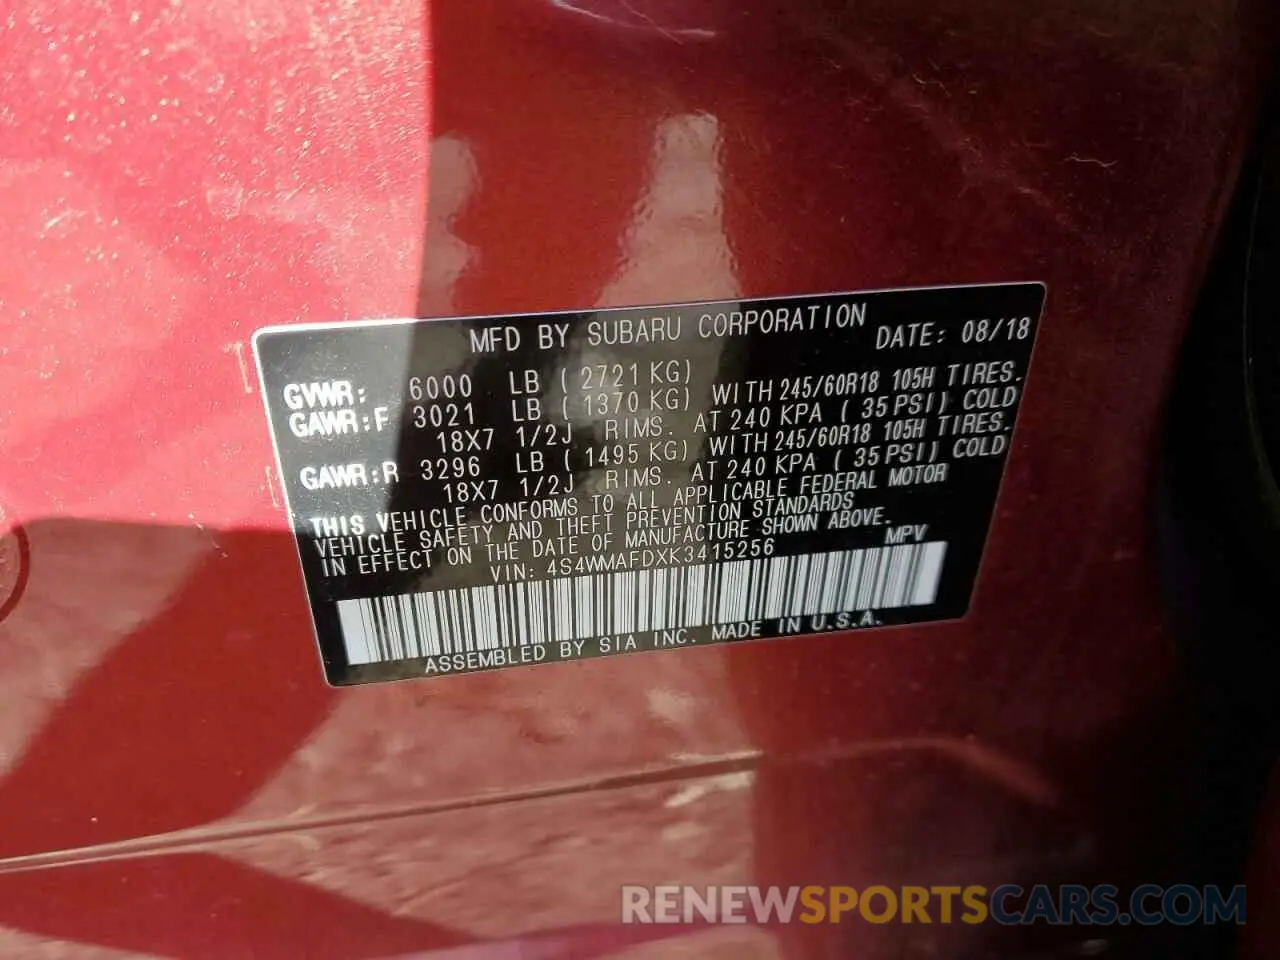 MFD BY SUBARU CORPORATION DATE: 08/18
GVWR: 6000 LB ( 2721 KG)
GAWR:F 3021 LB ( 1370 KG) WITH 245/60R18 105H TIRES.
18X7 1/2J RIMS. AT 240 KPA ( 35 PSI) COLD
GAWR:R 3296 LB ( 1495 KG) WITH 245/60R18 105H TIRES.
18X7 1/2J RIMS. AT 240 KPA ( 35 PSI) COLD
THIS VEHICLE CONFORMS TO ALL APPLICABLE FEDERAL MOTOR
VEHICLE SAFETY AND THEFT PREVENTION STANDARDS
IN EFFECT ON THE DATE OF MANUFACTURE SHOWN ABOVE.
VIN: 4S4WMAFDXK3415256 MPV
ASSEMBLED BY SIA INC. MADE IN U.S.A.
RENEWSPORTSCARS.COM